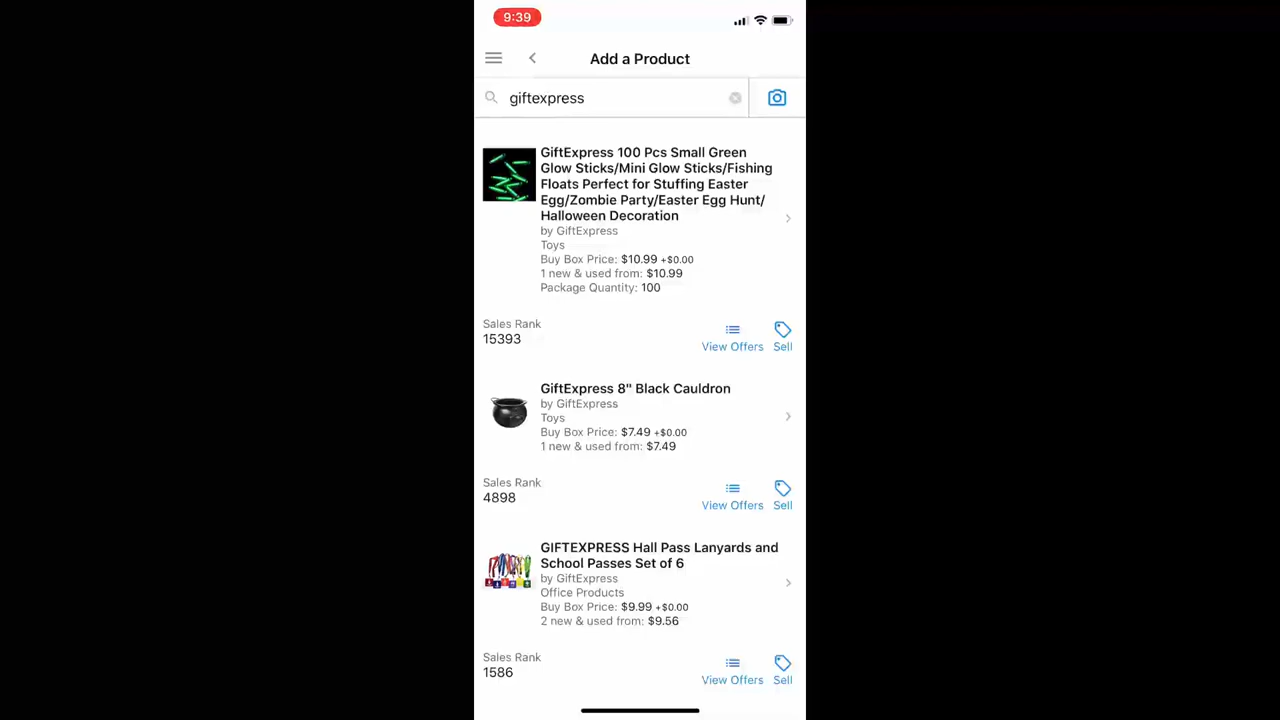 9:39
Add a Product
giftexpress
GiftExpress 100 Pcs Small Green
Glow Sticks/Mini Glow Sticks/Fishing
Floats Perfect for Stuffing Easter
Egg/Zombie Party/Easter Egg Hunt/
Halloween Decoration
by GiftExpress
Toys
Buy Box Price: $10.99 +$0.00
1 new & used from: $10.99
Package Quantity: 100
Sales Rank
15393
View Offers
Sell
GiftExpress 8" Black Cauldron
by GiftExpress
Toys
Buy Box Price: $7.49 +$0.00
1 new & used from: $7.49
Sales Rank
4898
View Offers
Sell
GIFTEXPRESS Hall Pass Lanyards and
School Passes Set of 6
by GiftExpress
Office Products
Buy Box Price: $9.99 +$0.00
2 new & used from: $9.56
Sales Rank
1586
View Offers
Sell